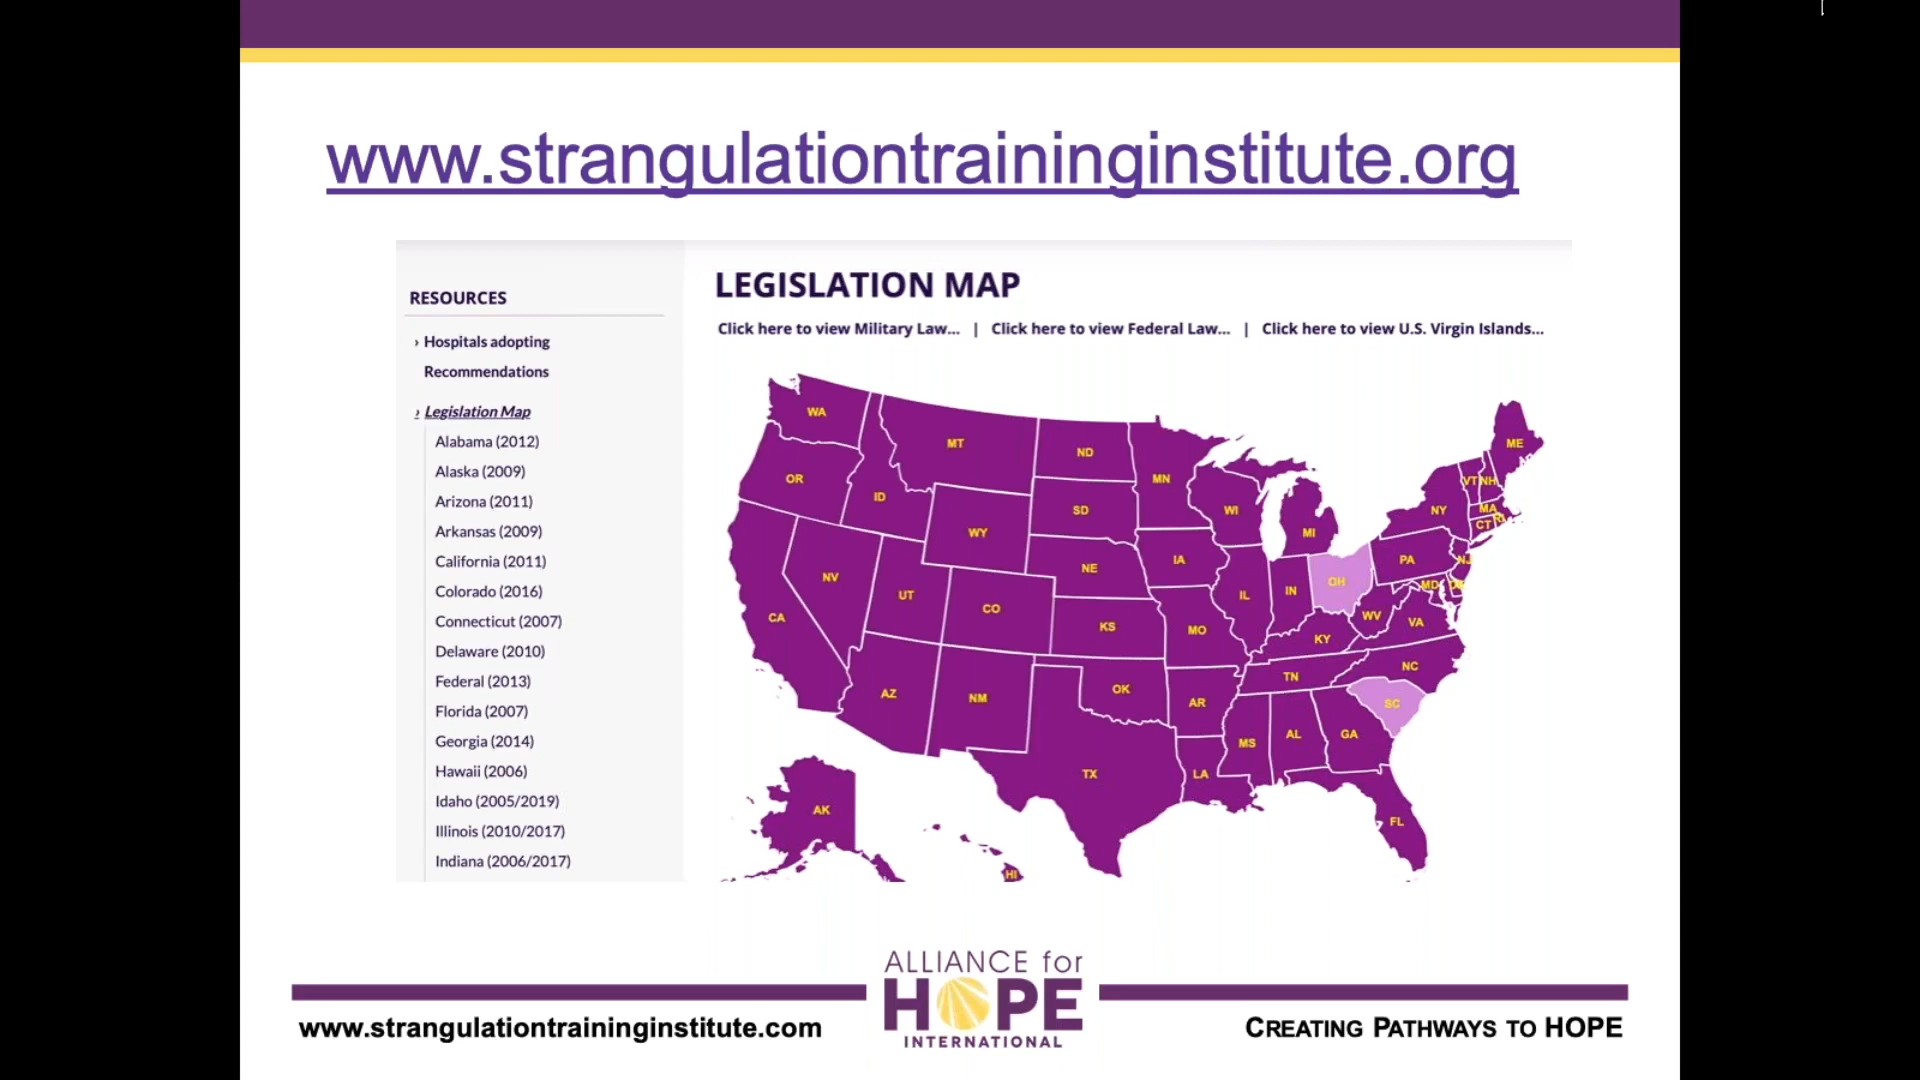 www.strangulationtraininginstitute.org
RESOURCES
› Hospitals adopting
Recommendations
› Legislation Map
Alabama (2012)
Alaska (2009)
Arizona (2011)
Arkansas (2009)
California (2011)
Colorado (2016)
Connecticut (2007)
Delaware (2010)
Federal (2013)
Florida (2007)
Georgia (2014)
Hawaii (2006)
Idaho (2005/2019)
Illinois (2010/2017)
Indiana (2006/2017)
LEGISLATION MAP
Click here to view Military Law... | Click here to view Federal Law... | Click here to view U.S. Virgin Islands...
WA
MT
ND
MN
ME
OR
ID
SD
WI
MI
NY
VT
NH
MA
RI
CT
WY
NV
UT
NE
IA
PA
NJ
MD
CA
CO
KS
IL
IN
OH
WV
VA
MO
KY
NC
AZ
NM
OK
AR
TN
SC
MS
AL
GA
TX
LA
AK
FL
HI
ALLIANCE for
HOPE
INTERNATIONAL
www.strangulationtraininginstitute.com
CREATING PATHWAYS TO HOPE